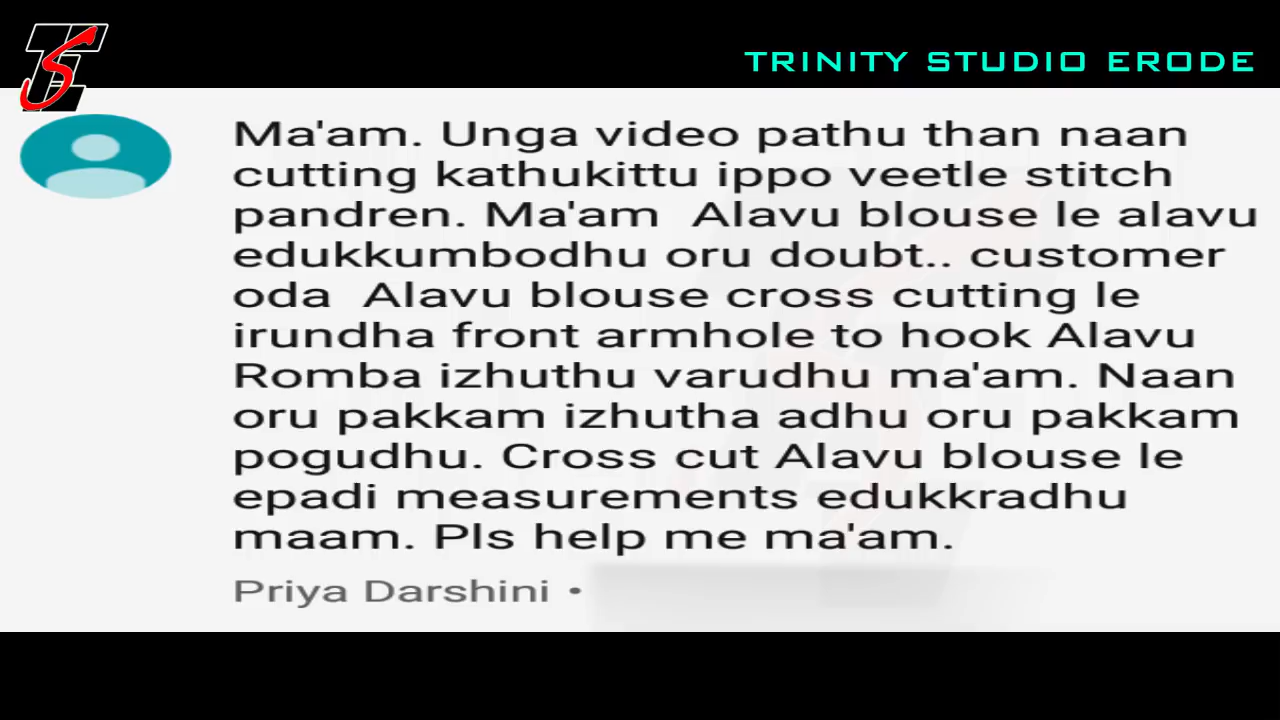 TRINITY STUDIO ERODE
Ma'am. Unga video pathu than naan
cutting kathukittu ippo veetle stitch
pandren. Ma'am  Alavu blouse le alavu
edukkumbodhu oru doubt.. customer
oda  Alavu blouse cross cutting le
irundha front armhole to hook Alavu
Romba izhuthu varudhu ma'am. Naan
oru pakkam izhutha adhu oru pakkam
pogudhu. Cross cut Alavu blouse le
epadi measurements edukkradhu
maam. Pls help me ma'am.
Priya Darshini •